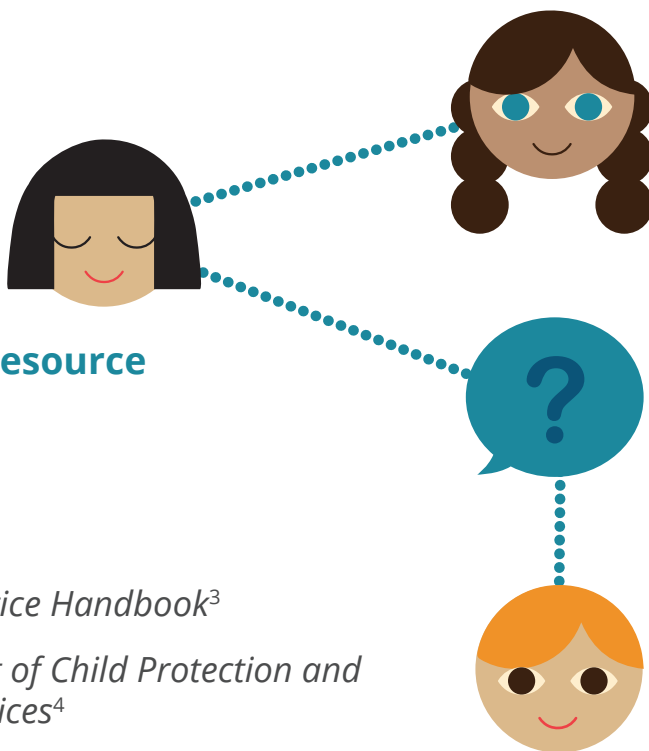 esource
?
ice Handbook³
of Child Protection and
ices⁴